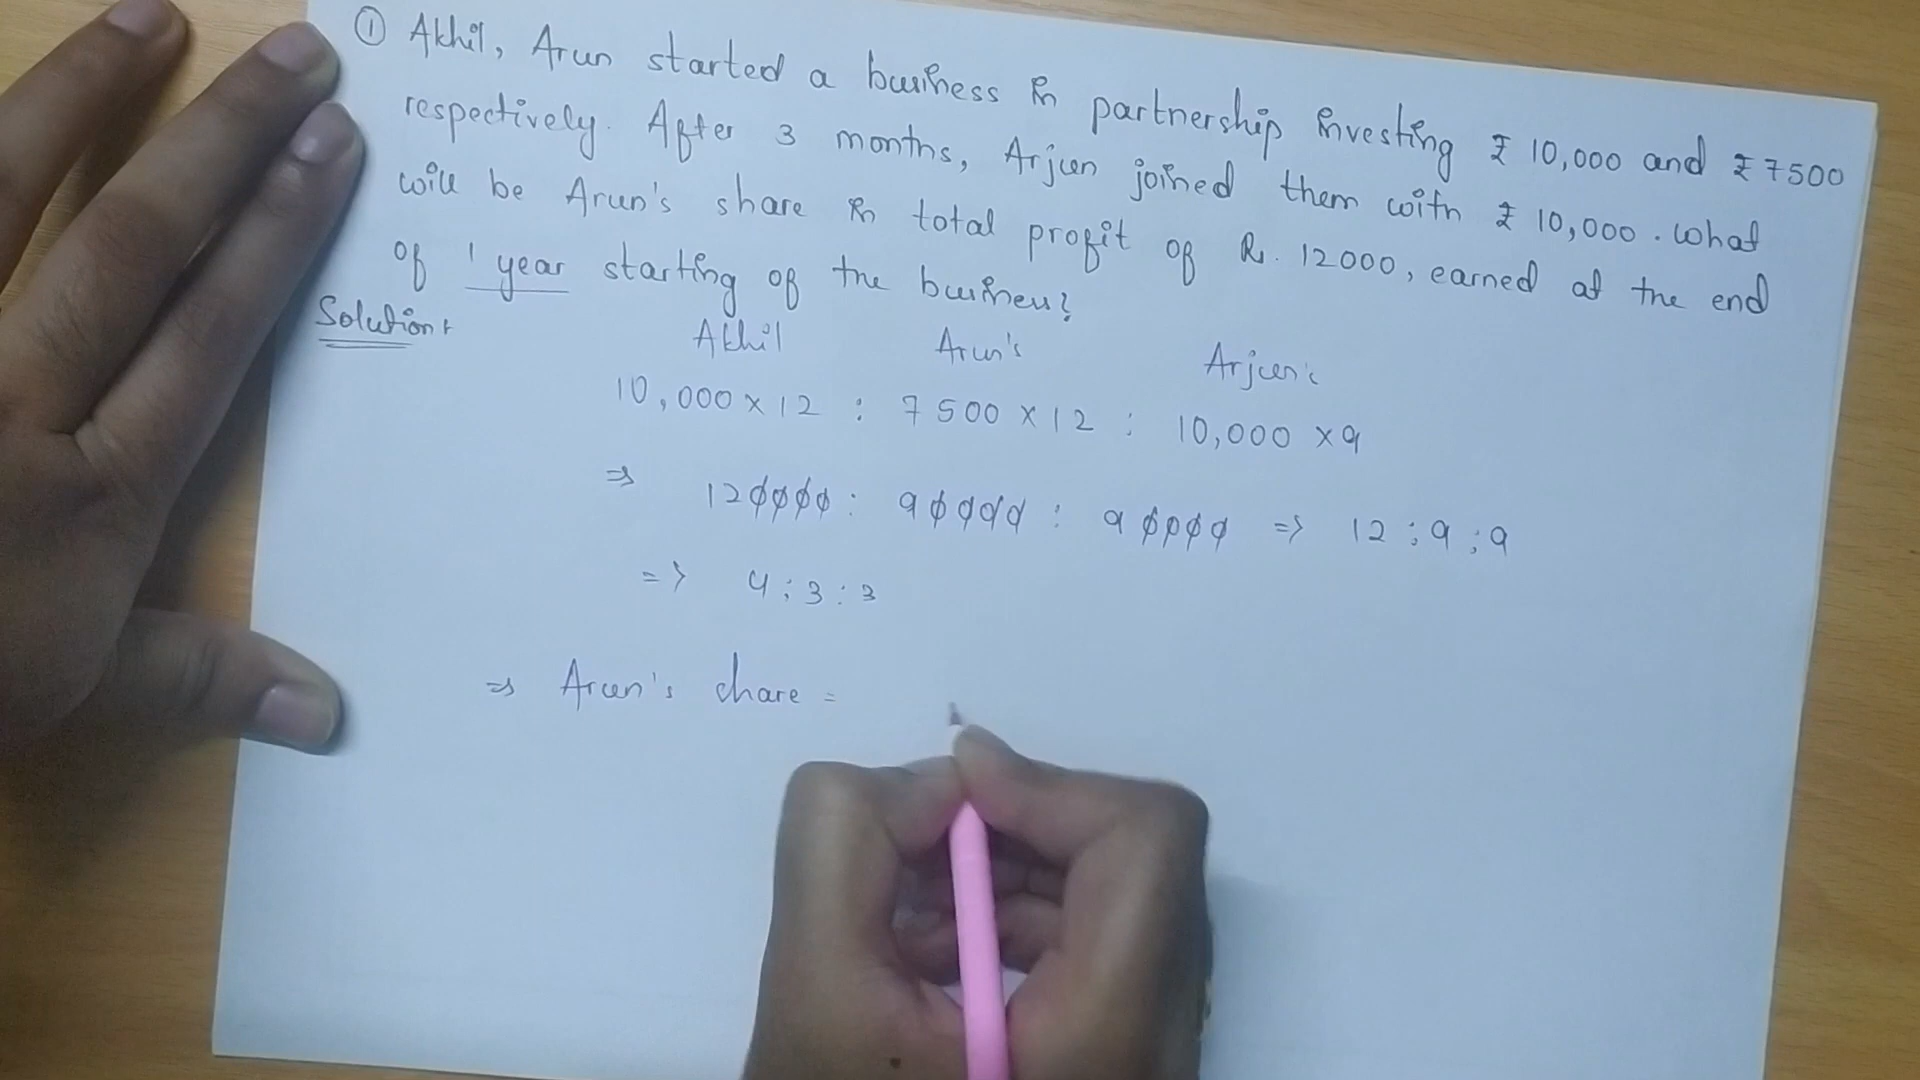 ① Akhil, Arun started a business in partnership investing ₹ 10,000 and ₹ 7500
respectively. After 3 months, Arjun joined them with ₹ 10,000. What
will be Arun's share in total profit of Rs. 12000, earned at the end
of 1 year starting of the business?
Solution:
Akhil Arun's Arjun's
10,000 x 12 : 7500 x 12 : 10,000 x 9
=> 120000 : 90000 : 90000 => 12 : 9 : 9
=> 4 : 3 : 3
=> Arun's share =